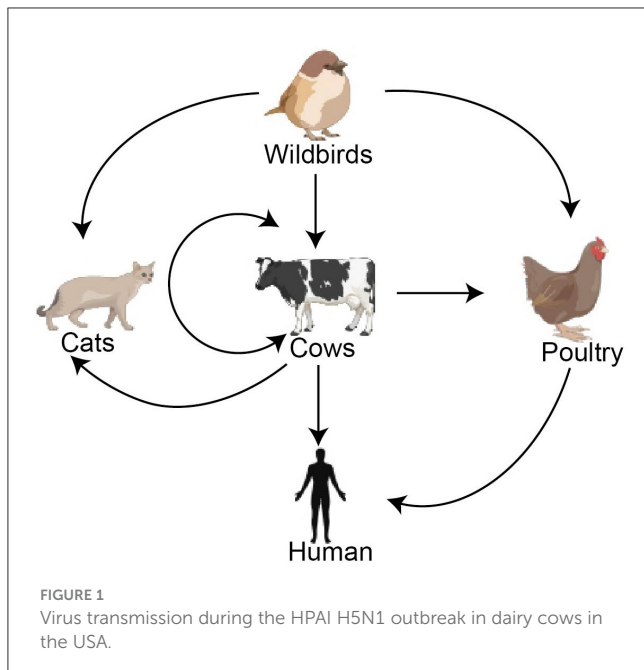 Wildbirds
Cats
Cows
Poultry
Human
FIGURE 1
Virus transmission during the HPAI H5N1 outbreak in dairy cows in
the USA.